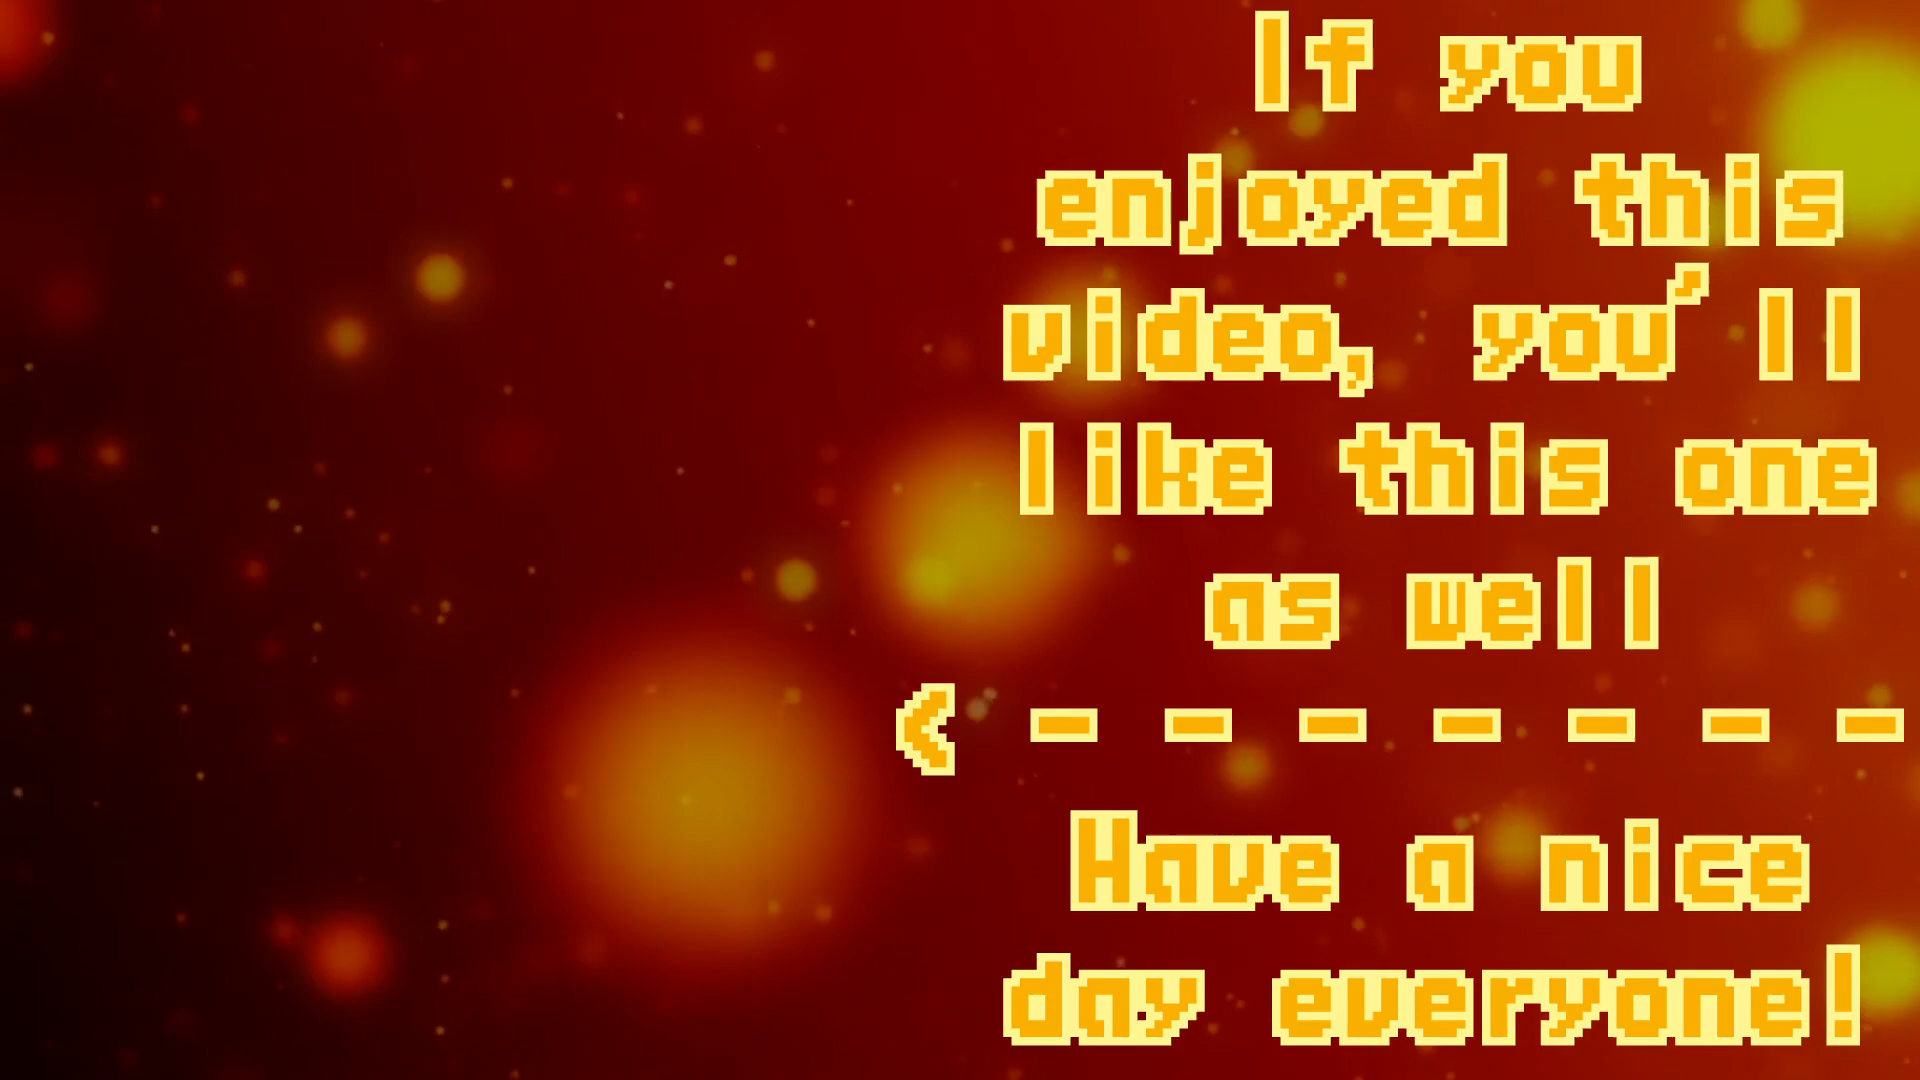 If you
enjoyed this
video, you'll
like this one
as well
<- - - - - - -
Have a nice
day everyone!